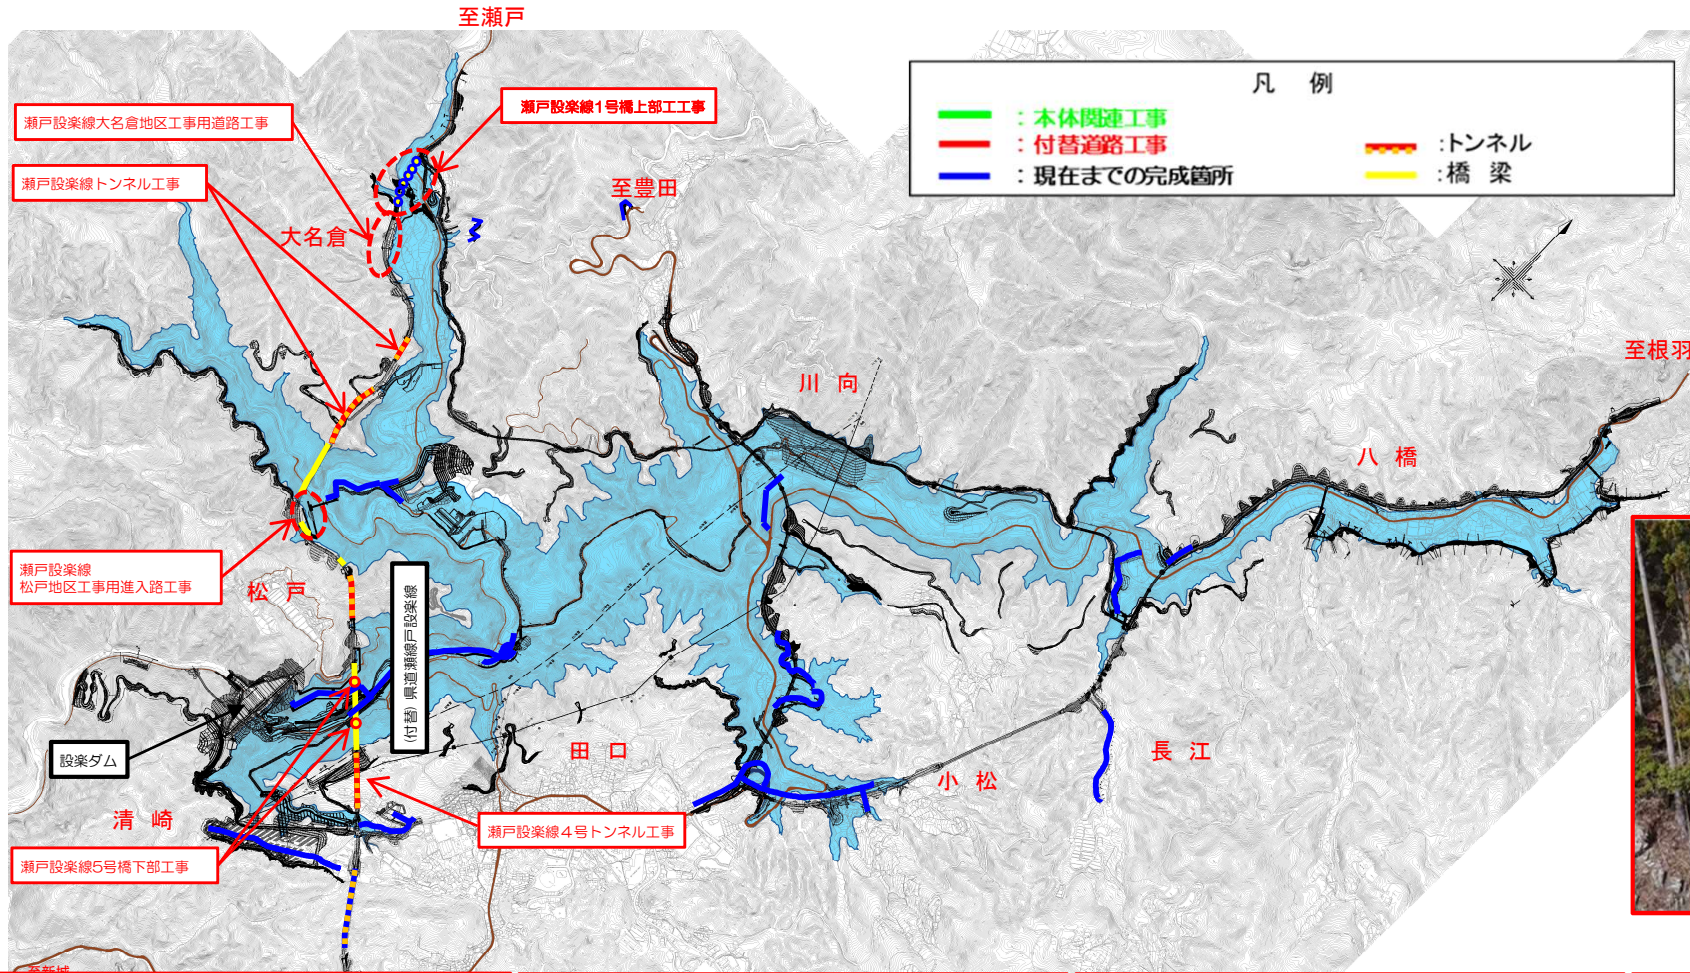 至瀬戸
凡 例
：本体関連工事
：付替道路工事
：現在までの完成箇所
：トンネル
：橋 梁
瀬戸設楽線大名倉地区工事用道路工事
瀬戸設楽線1号橋上部工工事
瀬戸設楽線トンネル工事
至豊田
大名倉
至根羽
川 向
八 橋
瀬戸設楽線
松戸地区工事用進入路工事
松 戸
(付替) 県道瀬線戸設楽線
設楽ダム
田 口
長 江
小 松
清 崎
瀬戸設楽線４号トンネル工事
瀬戸設楽線5号橋下部工事
至新城